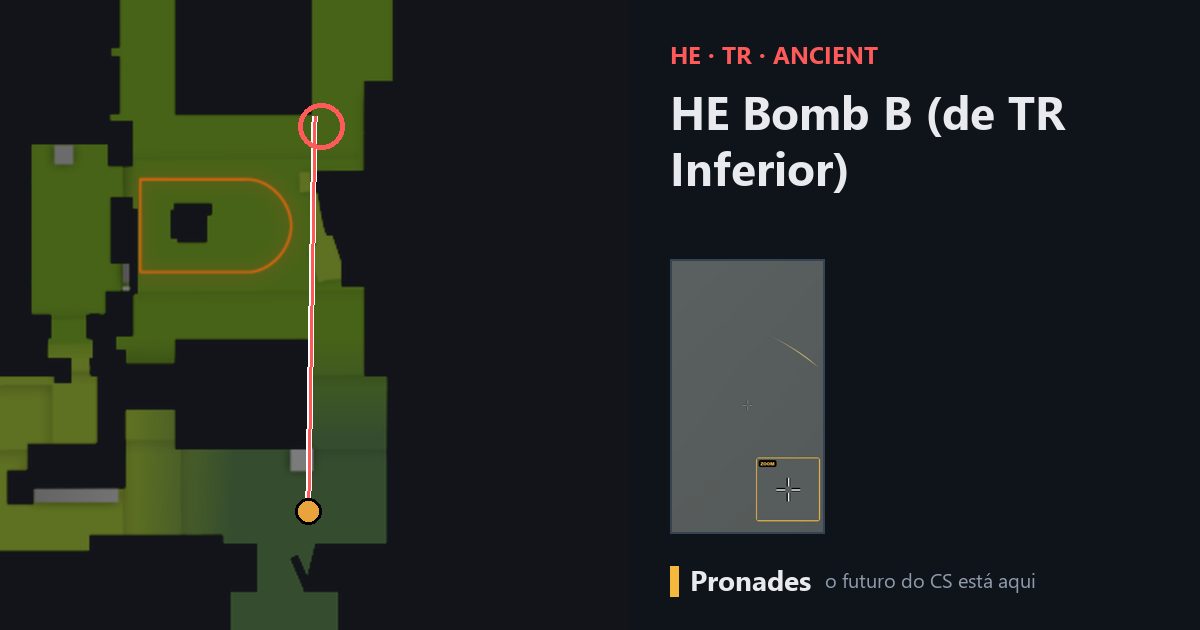 HE · TR · ANCIENT
HE Bomb B (de TR
Inferior)
ZOOM
Pronades o futuro do CS está aqui